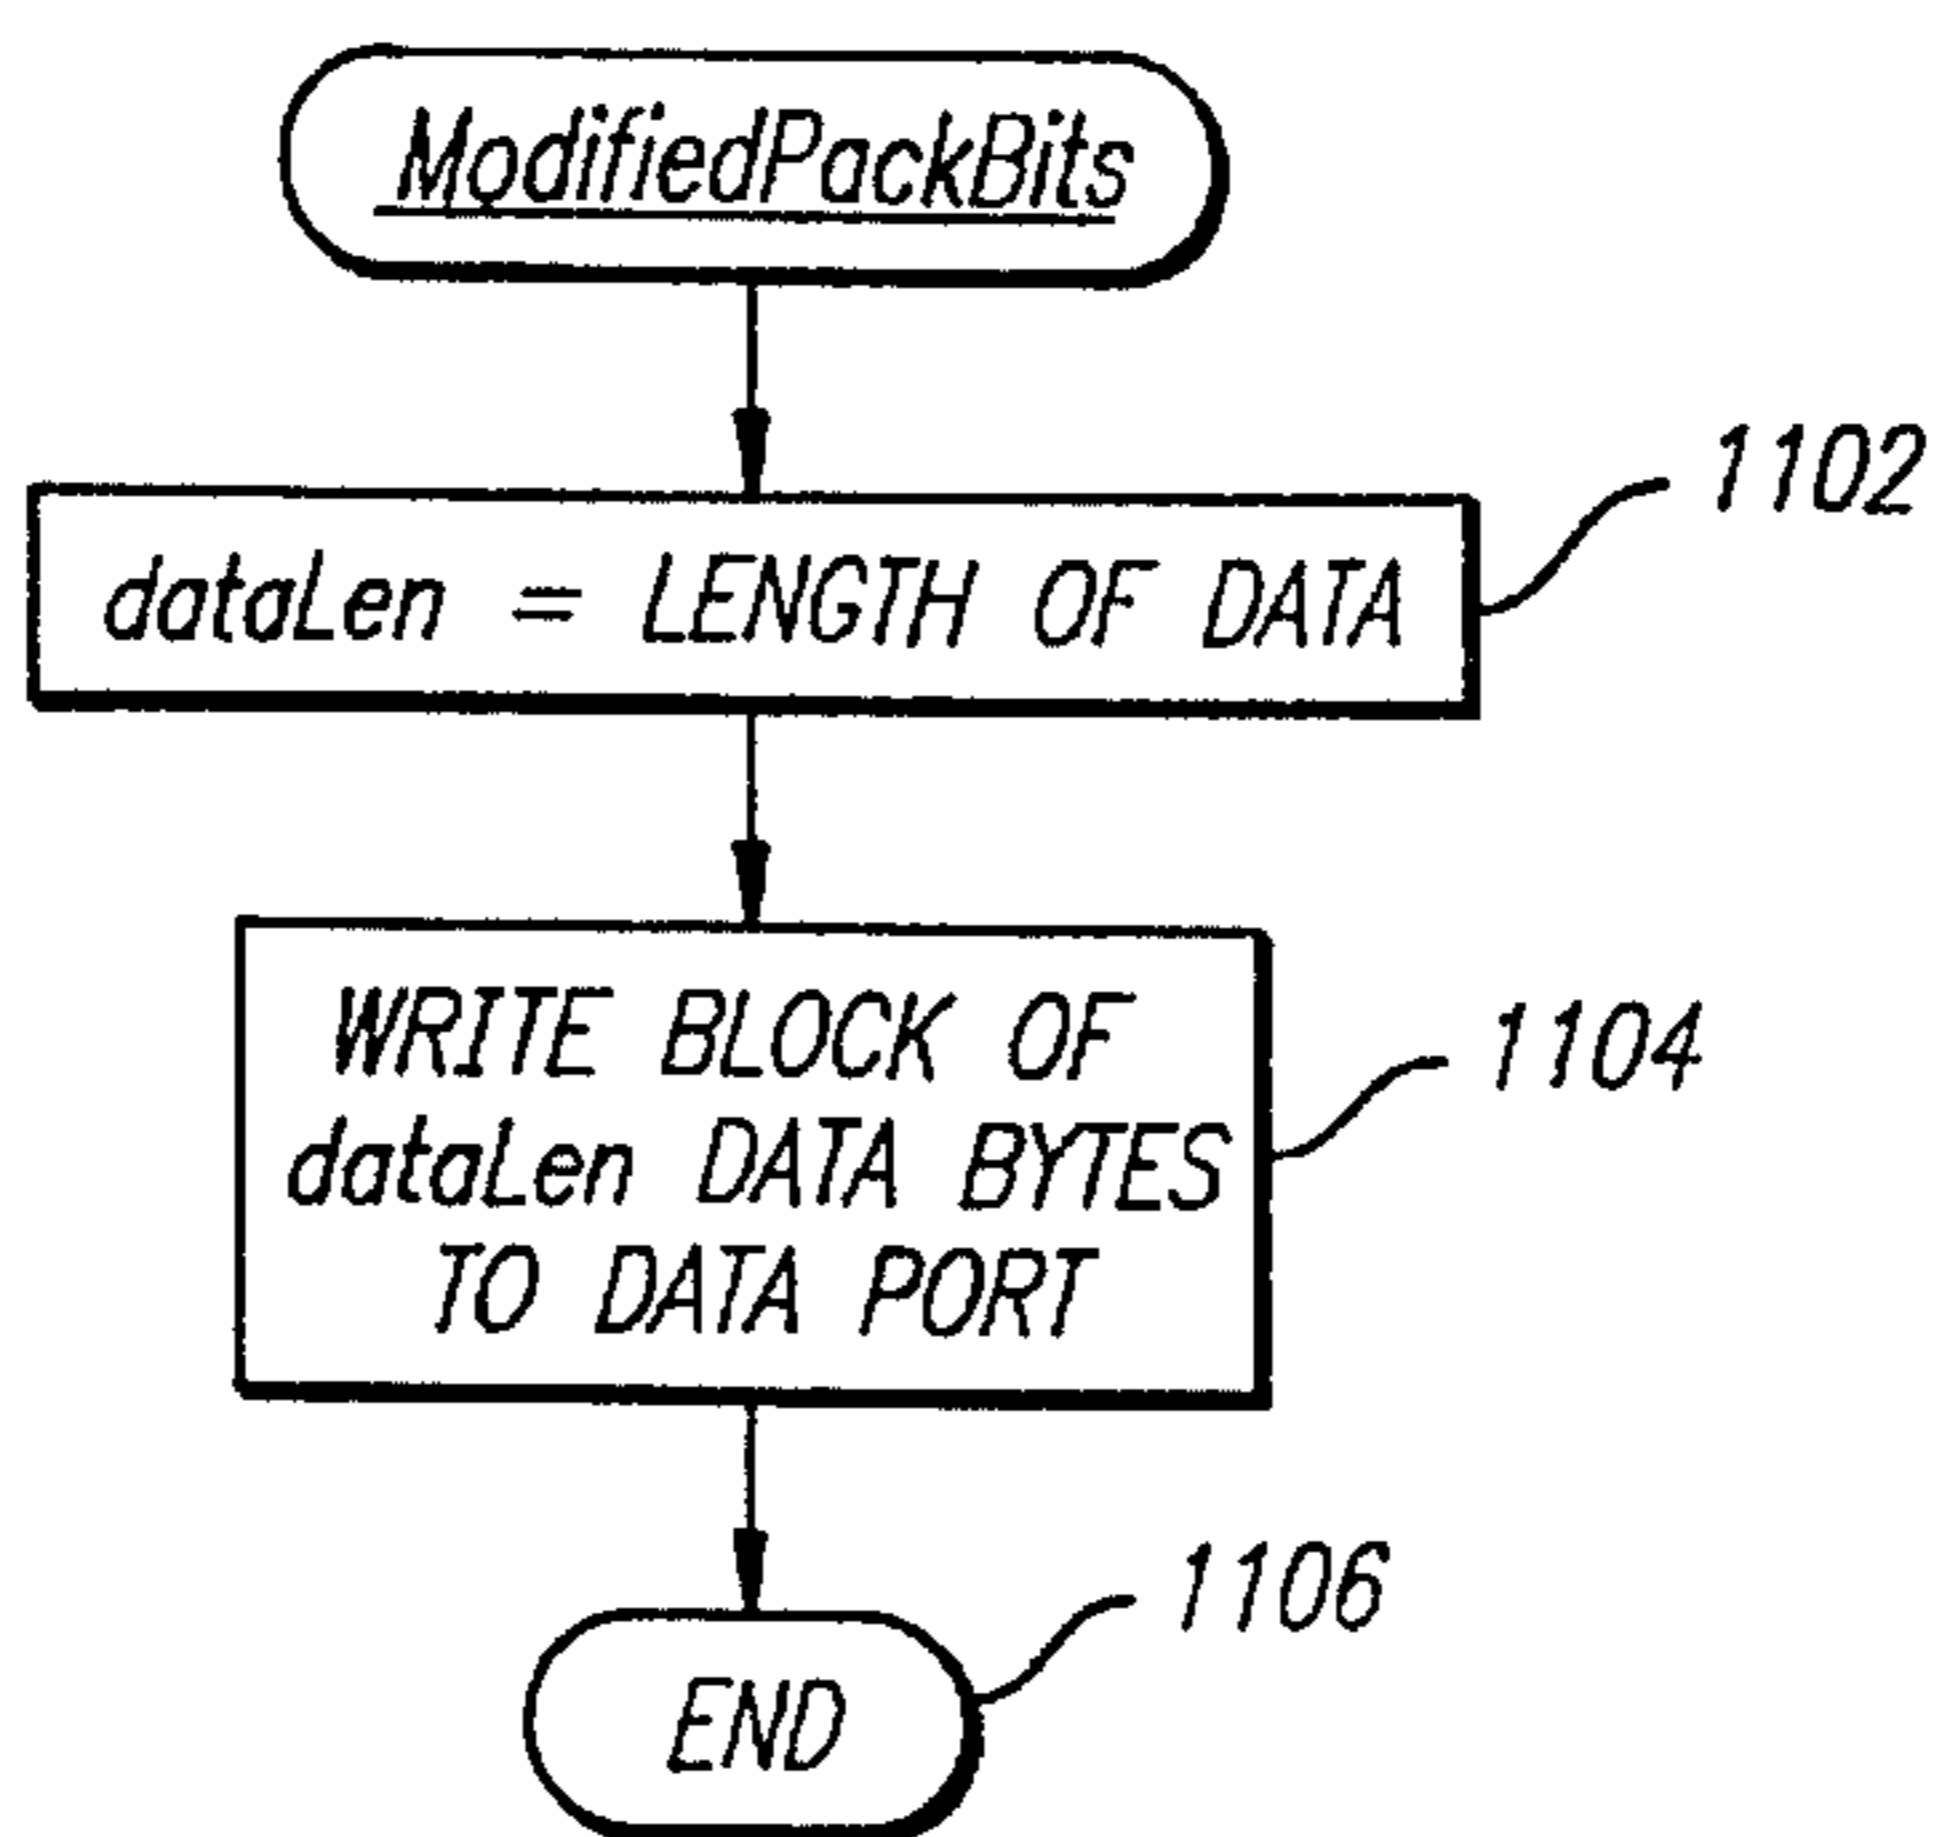 ModifiedPackBits
1102
dataLen = LENGTH OF DATA
1104
WRITE BLOCK OF
dataLen DATA BYTES
TO DATA PORT
1106
END